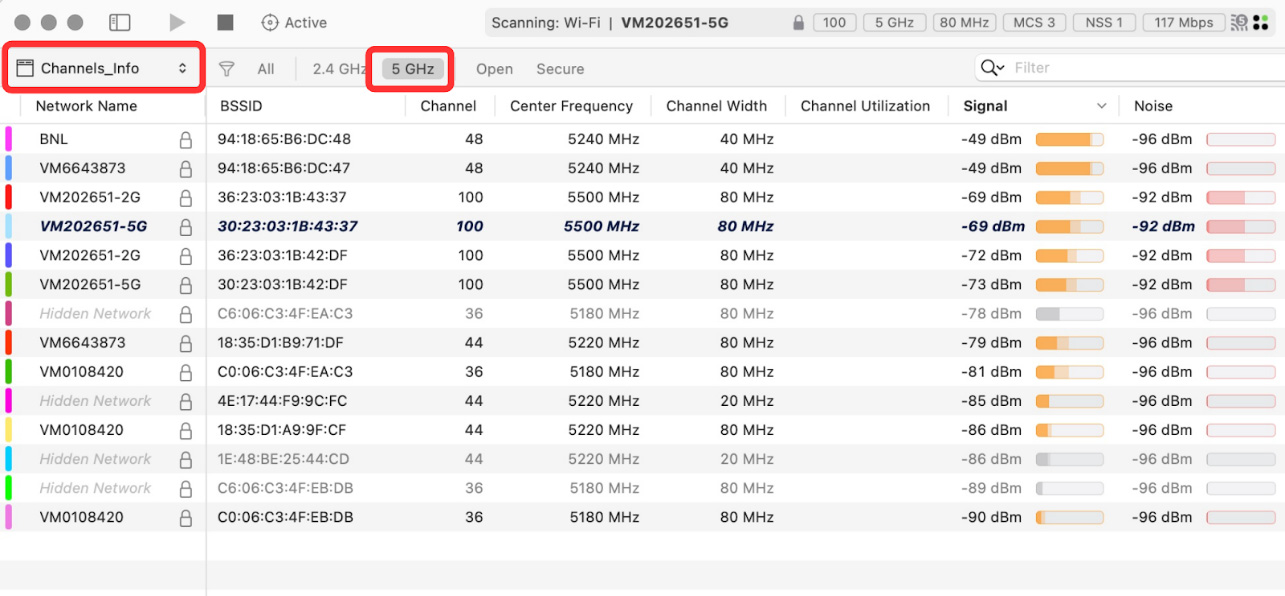 Active Scanning: Wi-Fi | VM202651-5G 100 5 GHz 80 MHz MCS 3 NSS 1 117 Mbps
Channels_Info All 2.4 GHz 5 GHz Open Secure Filter
Network Name BSSID Channel Center Frequency Channel Width Channel Utilization Signal Noise
BNL 94:18:65:B6:DC:48 48 5240 MHz 40 MHz -49 dBm -96 dBm
VM6643873 94:18:65:B6:DC:47 48 5240 MHz 40 MHz -49 dBm -96 dBm
VM202651-2G 36:23:03:1B:43:37 100 5500 MHz 80 MHz -69 dBm -92 dBm
VM202651-5G 30:23:03:1B:43:37 100 5500 MHz 80 MHz -69 dBm -92 dBm
VM202651-2G 36:23:03:1B:42:DF 100 5500 MHz 80 MHz -72 dBm -92 dBm
VM202651-5G 30:23:03:1B:42:DF 100 5500 MHz 80 MHz -73 dBm -92 dBm
Hidden Network C6:06:C3:4F:EA:C3 36 5180 MHz 80 MHz -78 dBm -96 dBm
VM6643873 18:35:D1:B9:71:DF 44 5220 MHz 80 MHz -79 dBm -96 dBm
VM0108420 C0:06:C3:4F:EA:C3 36 5180 MHz 80 MHz -81 dBm -96 dBm
Hidden Network 4E:17:44:F9:9C:FC 44 5220 MHz 20 MHz -85 dBm -96 dBm
VM0108420 18:35:D1:A9:9F:CF 44 5220 MHz 80 MHz -86 dBm -96 dBm
Hidden Network 1E:48:BE:25:44:CD 44 5220 MHz 20 MHz -86 dBm -96 dBm
Hidden Network C6:06:C3:4F:EB:DB 36 5180 MHz 80 MHz -89 dBm -96 dBm
VM0108420 C0:06:C3:4F:EB:DB 36 5180 MHz 80 MHz -90 dBm -96 dBm